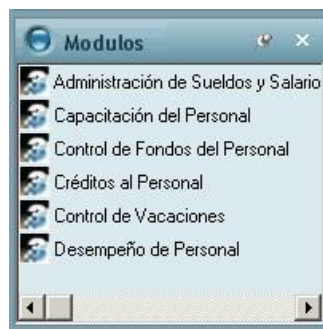 Modulos
Administración de Sueldos y Salario
Capacitación del Personal
Control de Fondos del Personal
Créditos al Personal
Control de Vacaciones
Desempeño de Personal